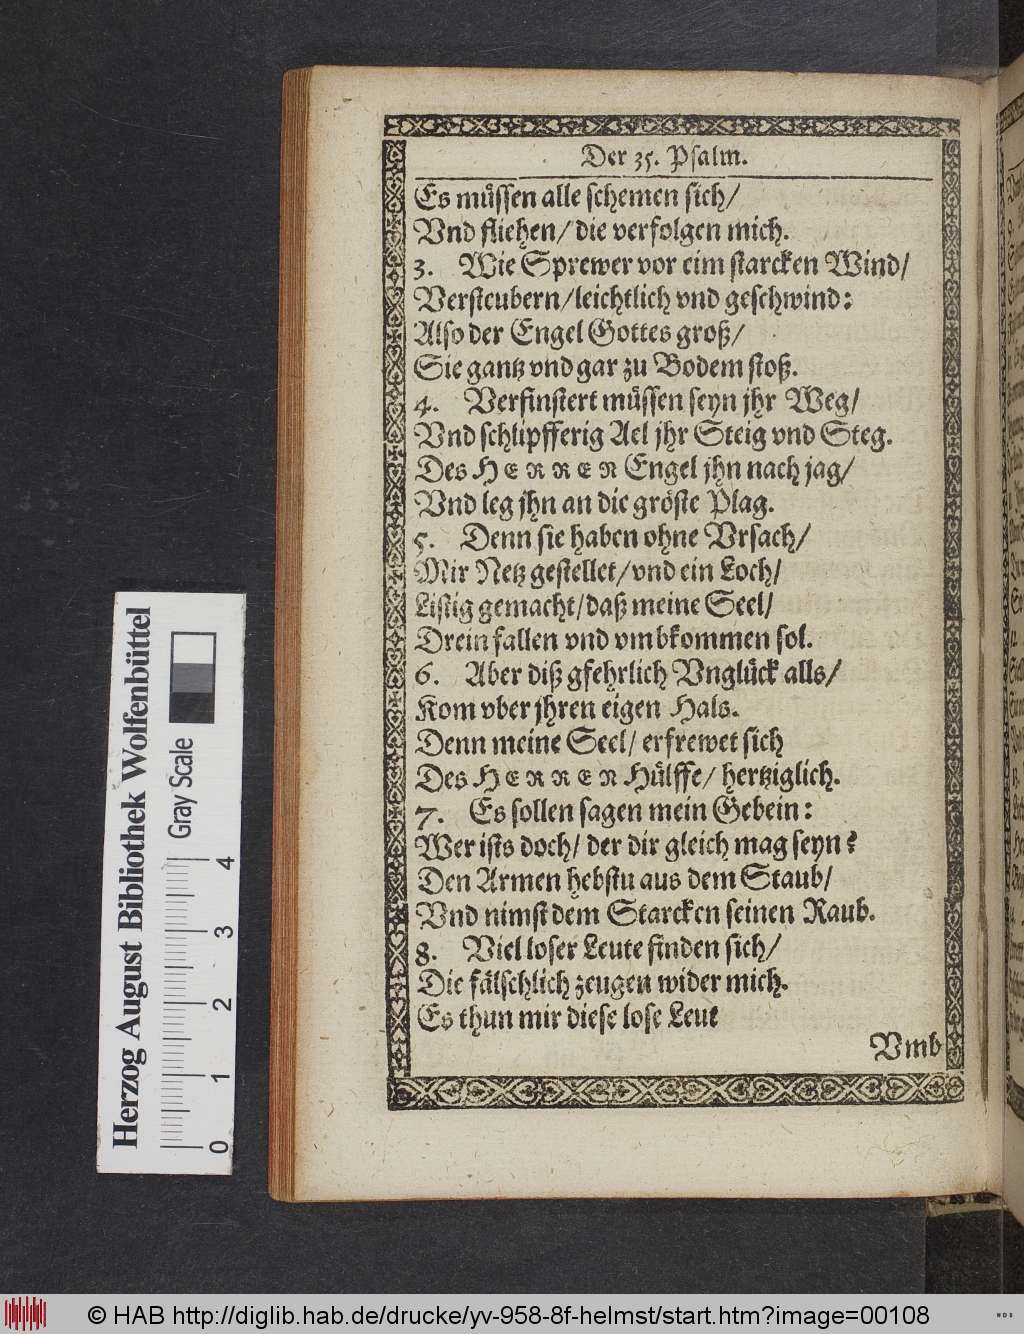 Der 35. Psalm.
Es müssen alle schemen sich/
Vnd fliehen/ die verfolgen mich.
3. Wie Sprewer vor eim starcken Wind/
Versteubern/leichtlich vnd geschwind:
Also der Engel Gottes groß/
Sie gantz vnd gar zu Bodem stoß.
4. Verfinstert müssen seyn jhr Weg/
Vnd schlipfferig Ael jhr Steig vnd Steg.
Des HERREN Engel jhn nach jag/
Vnd leg jhn an die gröste Plag.
5. Denn sie haben ohne Vrsach/
Mir Netz gestellet/vnd ein Loch/
Listig gemacht/daß meine Seel/
Drein fallen vnd vmbkommen sol.
6. Aber diß gfehrlich Vnglück alls/
Kom vber jhren eigen Hals.
Denn meine Seel/ erfrewet sich
Des HERREN Hülffe/ hertziglich.
7. Es sollen sagen mein Gebein:
Wer ists doch/ der dir gleich mag seyn?
Den Armen hebstu aus dem Staub/
Vnd nimst dem Starcken seinen Raub.
8. Viel loser Leute finden sich/
Die fälschlich zeugen wider mich.
Es thun mir diese lose Leut
Vmb
Herzog August Bibliothek Wolfenbüttel
Gray Scale
0 1 2 3 4
© HAB http://diglib.hab.de/drucke/yv-958-8f-helmst/start.htm?image=00108